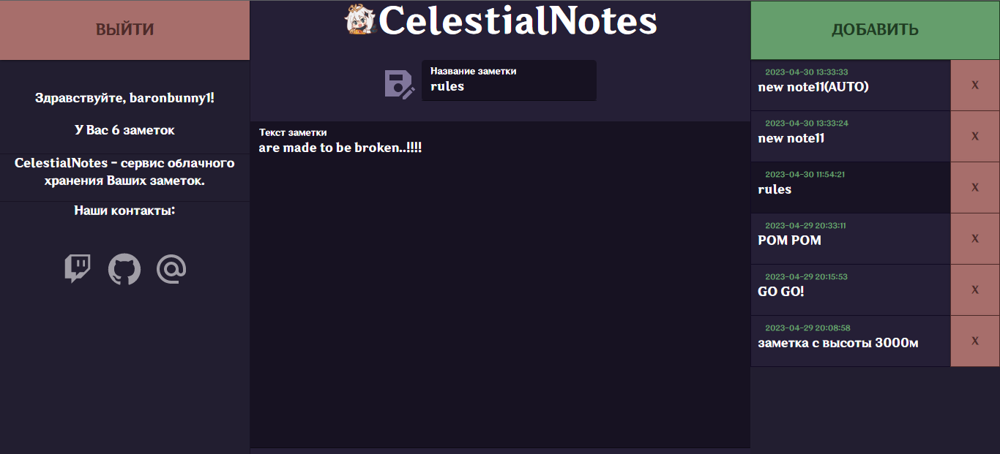 ВЫЙТИ
Здравствуйте, baronbunny1!
У Вас 6 заметок
CelestialNotes - сервис облачного
хранения Ваших заметок.
Наши контакты:
CelestialNotes
Название заметки
rules
Текст заметки
are made to be broken..!!!!
ДОБАВИТЬ
2023-04-30 13:33:33
new note11(AUTO)
X
2023-04-30 13:33:24
new note11
X
2023-04-30 11:54:21
rules
X
2023-04-29 20:33:11
POM POM
X
2023-04-29 20:15:53
GO GO!
X
2023-04-29 20:08:58
заметка с высоты 3000м
X